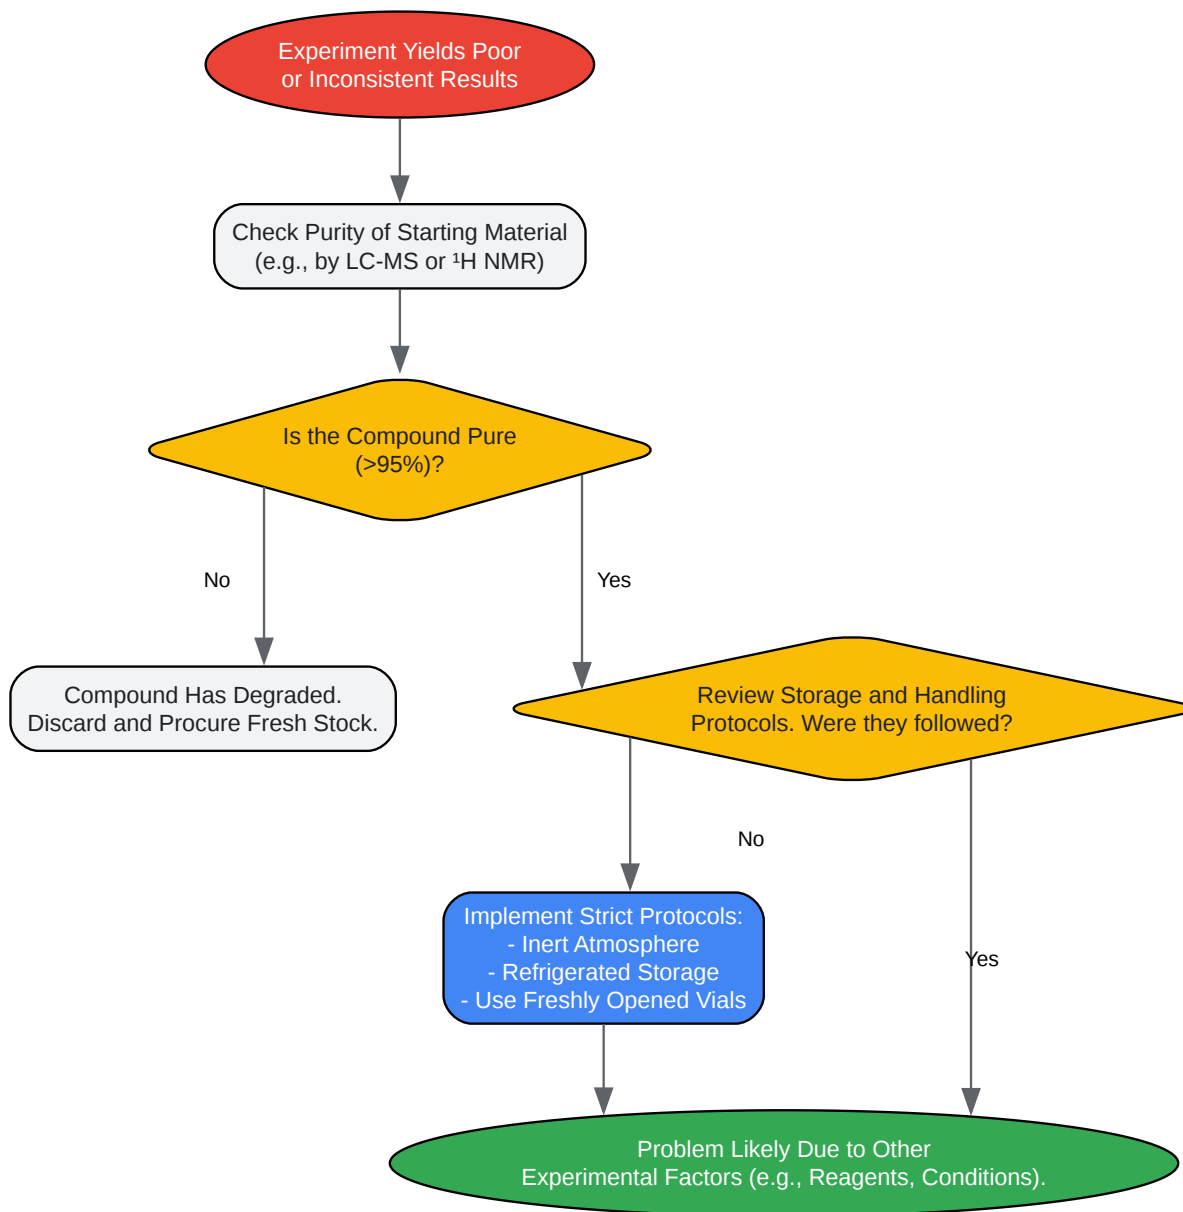 Experiment Yields Poor
or Inconsistent Results
Check Purity of Starting Material
(e.g., by LC-MS or ¹H NMR)
Is the Compound Pure
(>95%)?
No
Yes
Compound Has Degraded.
Discard and Procure Fresh Stock.
Review Storage and Handling
Protocols. Were they followed?
No
Implement Strict Protocols:
- Inert Atmosphere
- Refrigerated Storage
- Use Freshly Opened Vials
Yes
Problem Likely Due to Other
Experimental Factors (e.g., Reagents, Conditions).